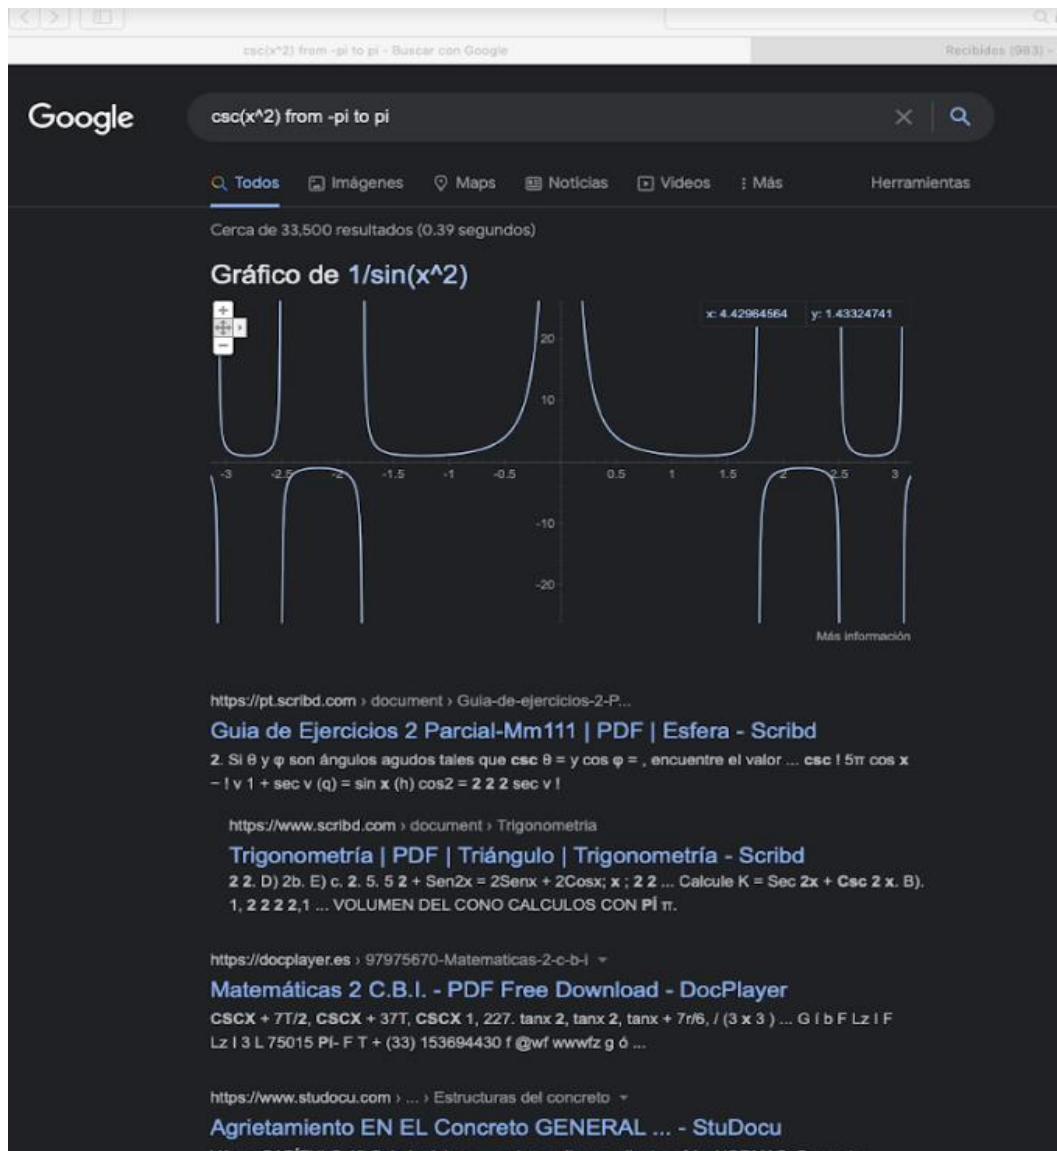 csc(x^2) from -pi to pi - Buscar con Google
Recibidos (983) -
Google
csc(x^2) from -pi to pi
Todos
Imágenes
Maps
Noticias
Videos
Más
Herramientas
Cerca de 33,500 resultados (0.39 segundos)
Gráfico de 1/sin(x^2)
x: 4.42964564 y: 1.43324741
20
10
-3 -2.5 -2 -1.5 -1 -0.5 0.5 1 1.5 2 2.5 3
-10
-20
Más información
https://pt.scribd.com › document › Guia-de-ejercicios-2-P...
Guia de Ejercicios 2 Parcial-Mm111 | PDF | Esfera - Scribd
2. Si θ y φ son ángulos agudos tales que csc θ = y cos φ = , encuentre el valor ... csc ! 5π cos x
− ! v 1 + sec v (q) = sin x (h) cos2 = 2 2 2 sec v !
https://www.scribd.com › document › Trigonometria
Trigonometría | PDF | Triángulo | Trigonometría - Scribd
2 2. D) 2b. E) c. 2. 5. 5 2 + Sen2x = 2Senx + 2Cosx; x ; 2 2 ... Calcule K = Sec 2x + Csc 2 x. B).
1, 2 2 2 2,1 ... VOLUMEN DEL CONO CALCULOS CON PÍ π.
https://docplayer.es › 97975670-Matematicas-2-c-b-i
Matemáticas 2 C.B.I. - PDF Free Download - DocPlayer
CSCX + 7T/2, CSCX + 37T, CSCX 1, 227. tanx 2, tanx 2, tanx + 7r/6, / (3 x 3 ) ... G í b F Lz I F
Lz I 3 L 75015 PÍ- F T + (33) 153694430 f @wf wwwfz g ó ...
https://www.studocu.com › ... › Estructuras del concreto
Agrietamiento EN EL Concreto GENERAL ... - StuDocu